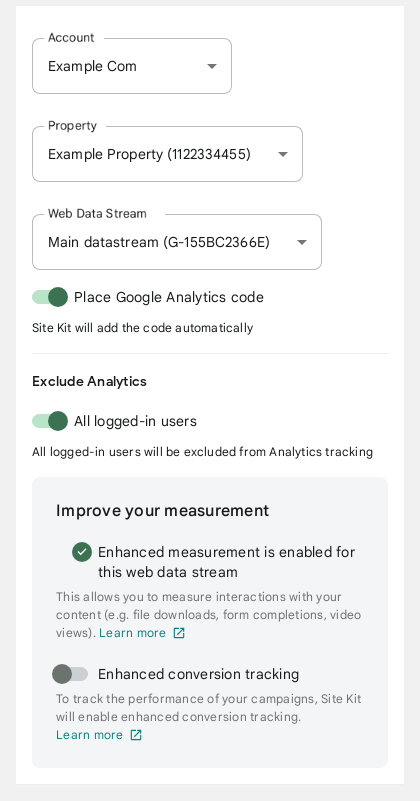 Account
Example Com
Property
Example Property (1122334455)
Web Data Stream
Main datastream (G-155BC2366E)
Place Google Analytics code
Site Kit will add the code automatically
Exclude Analytics
All logged-in users
All logged-in users will be excluded from Analytics tracking
Improve your measurement
Enhanced measurement is enabled for
this web data stream
This allows you to measure interactions with your
content (e.g. file downloads, form completions, video
views). Learn more
Enhanced conversion tracking
To track the performance of your campaigns, Site Kit
will enable enhanced conversion tracking.
Learn more